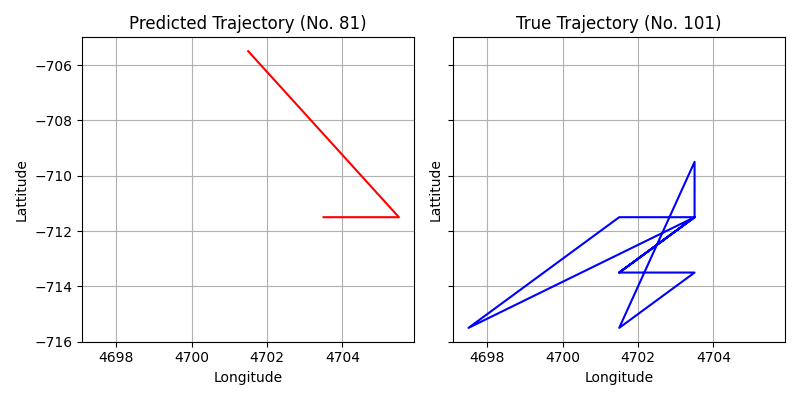 Predicted Trajectory (No. 81)
True Trajectory (No. 101)
−706
−708
−710
−712
−714
−716
Lattitude
Lattitude
4698
4700
4702
4704
4698
4700
4702
4704
Longitude
Longitude